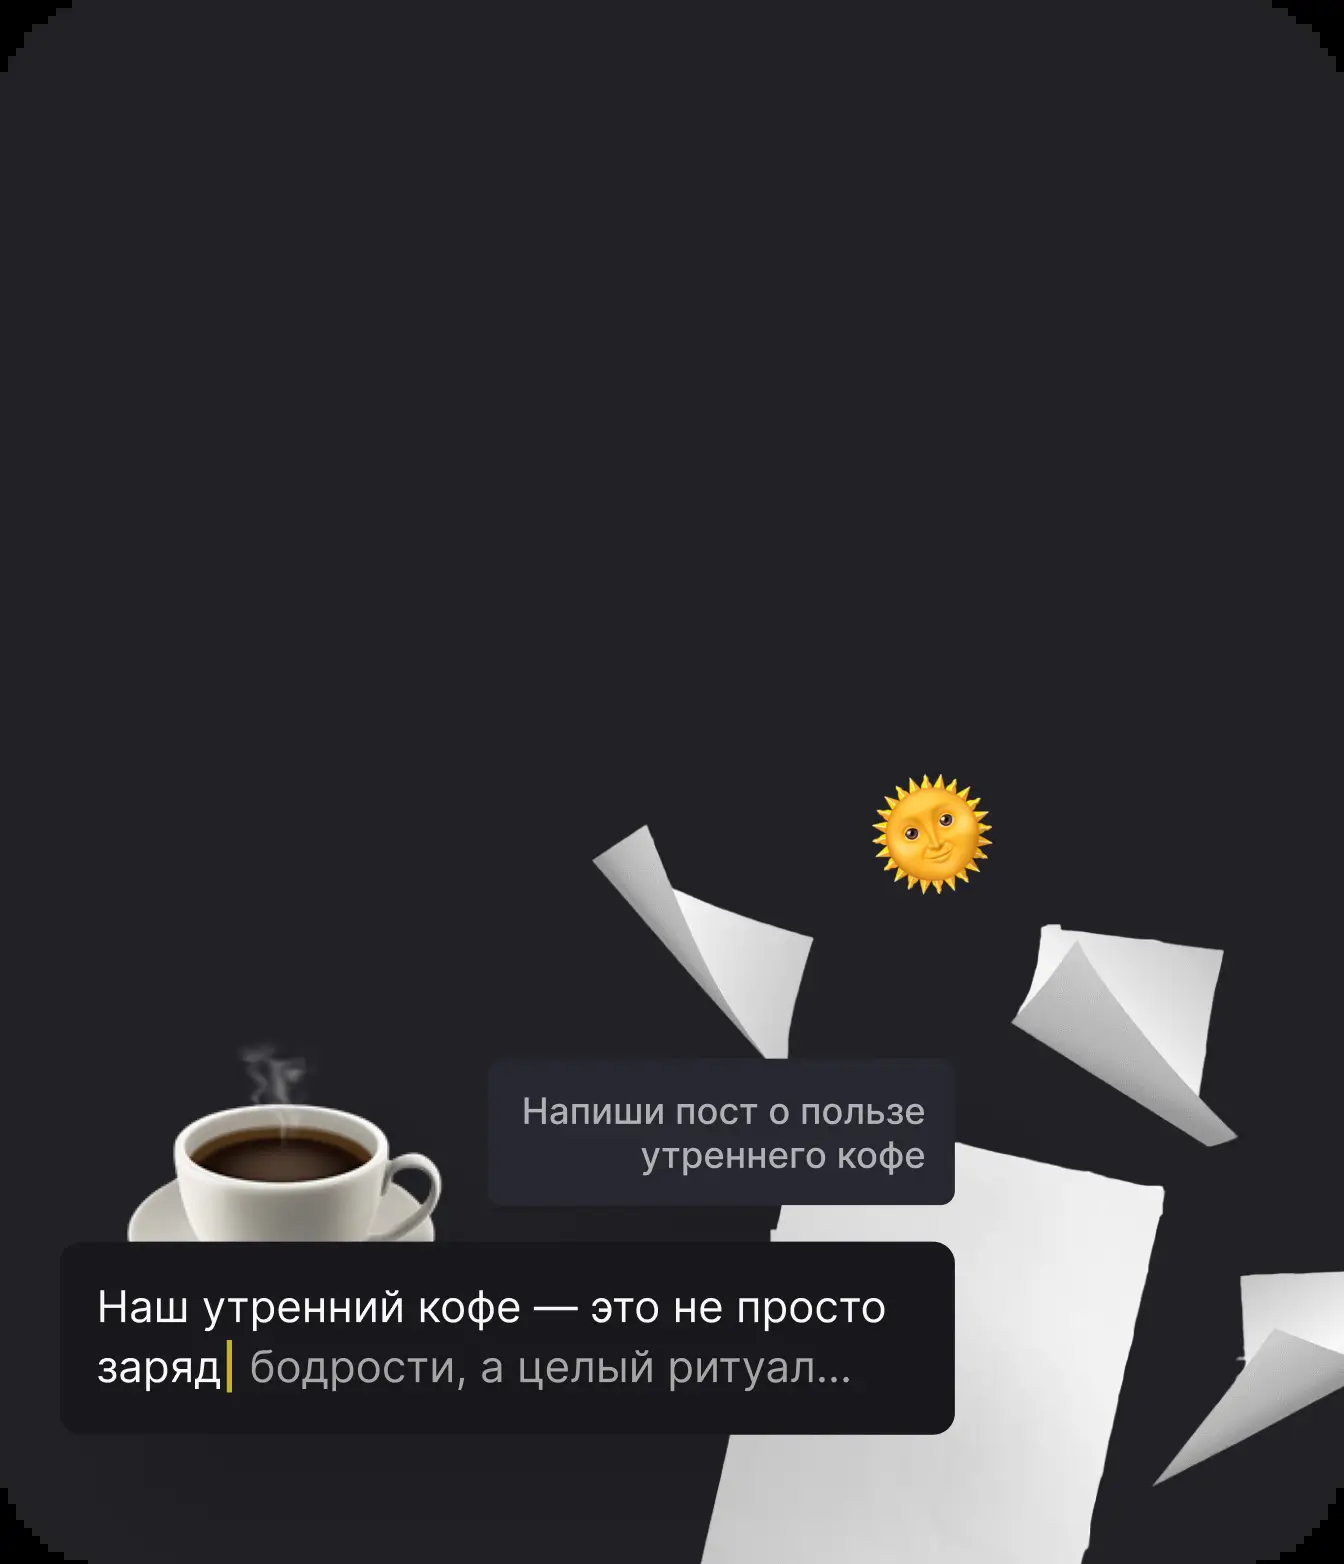 Напиши пост о пользе
утреннего кофе
Наш утренний кофе — это не просто
заряд бодрости, а целый ритуал...